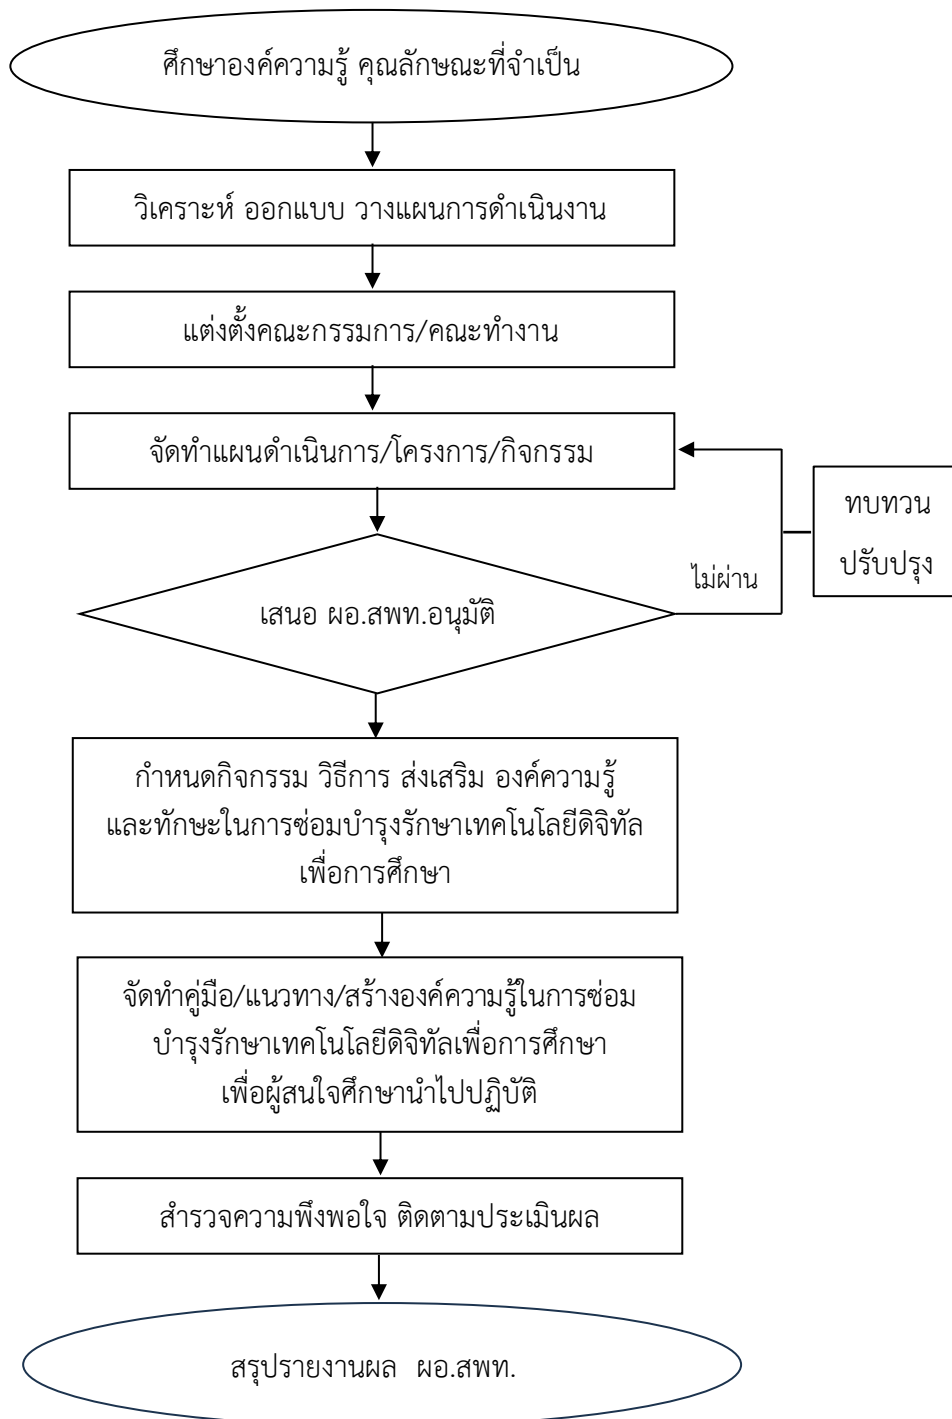 ศึกษาองค์ความรู้ คุณลักษณะที่จำเป็น
วิเคราะห์ ออกแบบ วางแผนการดำเนินงาน
แต่งตั้งคณะกรรมการ/คณะทำงาน
จัดทำแผนดำเนินการ/โครงการ/กิจกรรม
ทบทวน
ปรับปรุง
ไม่ผ่าน
เสนอ ผอ.สพท.อนุมัติ
กำหนดกิจกรรม วิธีการ ส่งเสริม องค์ความรู้
และทักษะในการซ่อมบำรุงรักษาเทคโนโลยีดิจิทัล
เพื่อการศึกษา
จัดทำคู่มือ/แนวทาง/สร้างองค์ความรู้ในการซ่อม
บำรุงรักษาเทคโนโลยีดิจิทัลเพื่อการศึกษา
เพื่อผู้สนใจศึกษานำไปปฏิบัติ
สำรวจความพึงพอใจ ติดตามประเมินผล
สรุปรายงานผล ผอ.สพท.